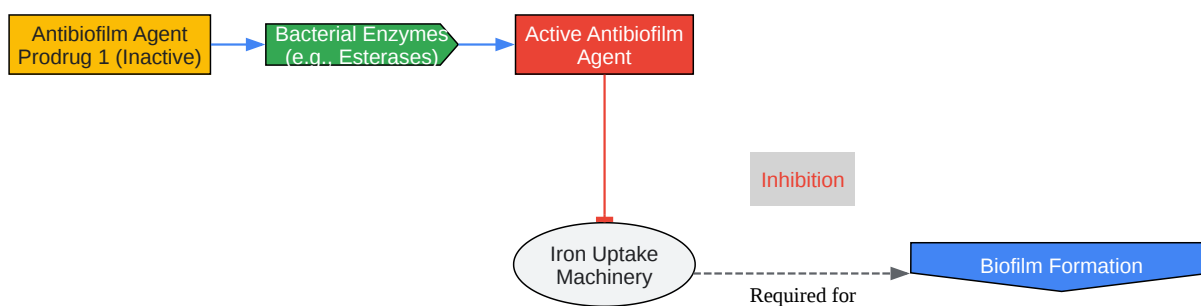 Antibiofilm Agent
Prodrug 1 (Inactive)
Bacterial Enzymes
(e.g., Esterases)
Active Antibiofilm
Agent
Inhibition
Iron Uptake
Machinery
Required for
Biofilm Formation